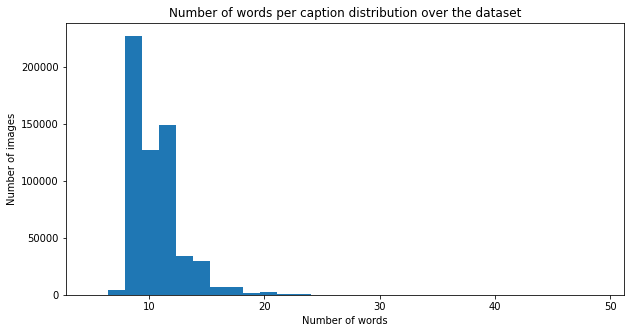 Number of words per caption distribution over the dataset
Number of images
200000
150000
100000
50000
0
10 20 30 40 50
Number of words